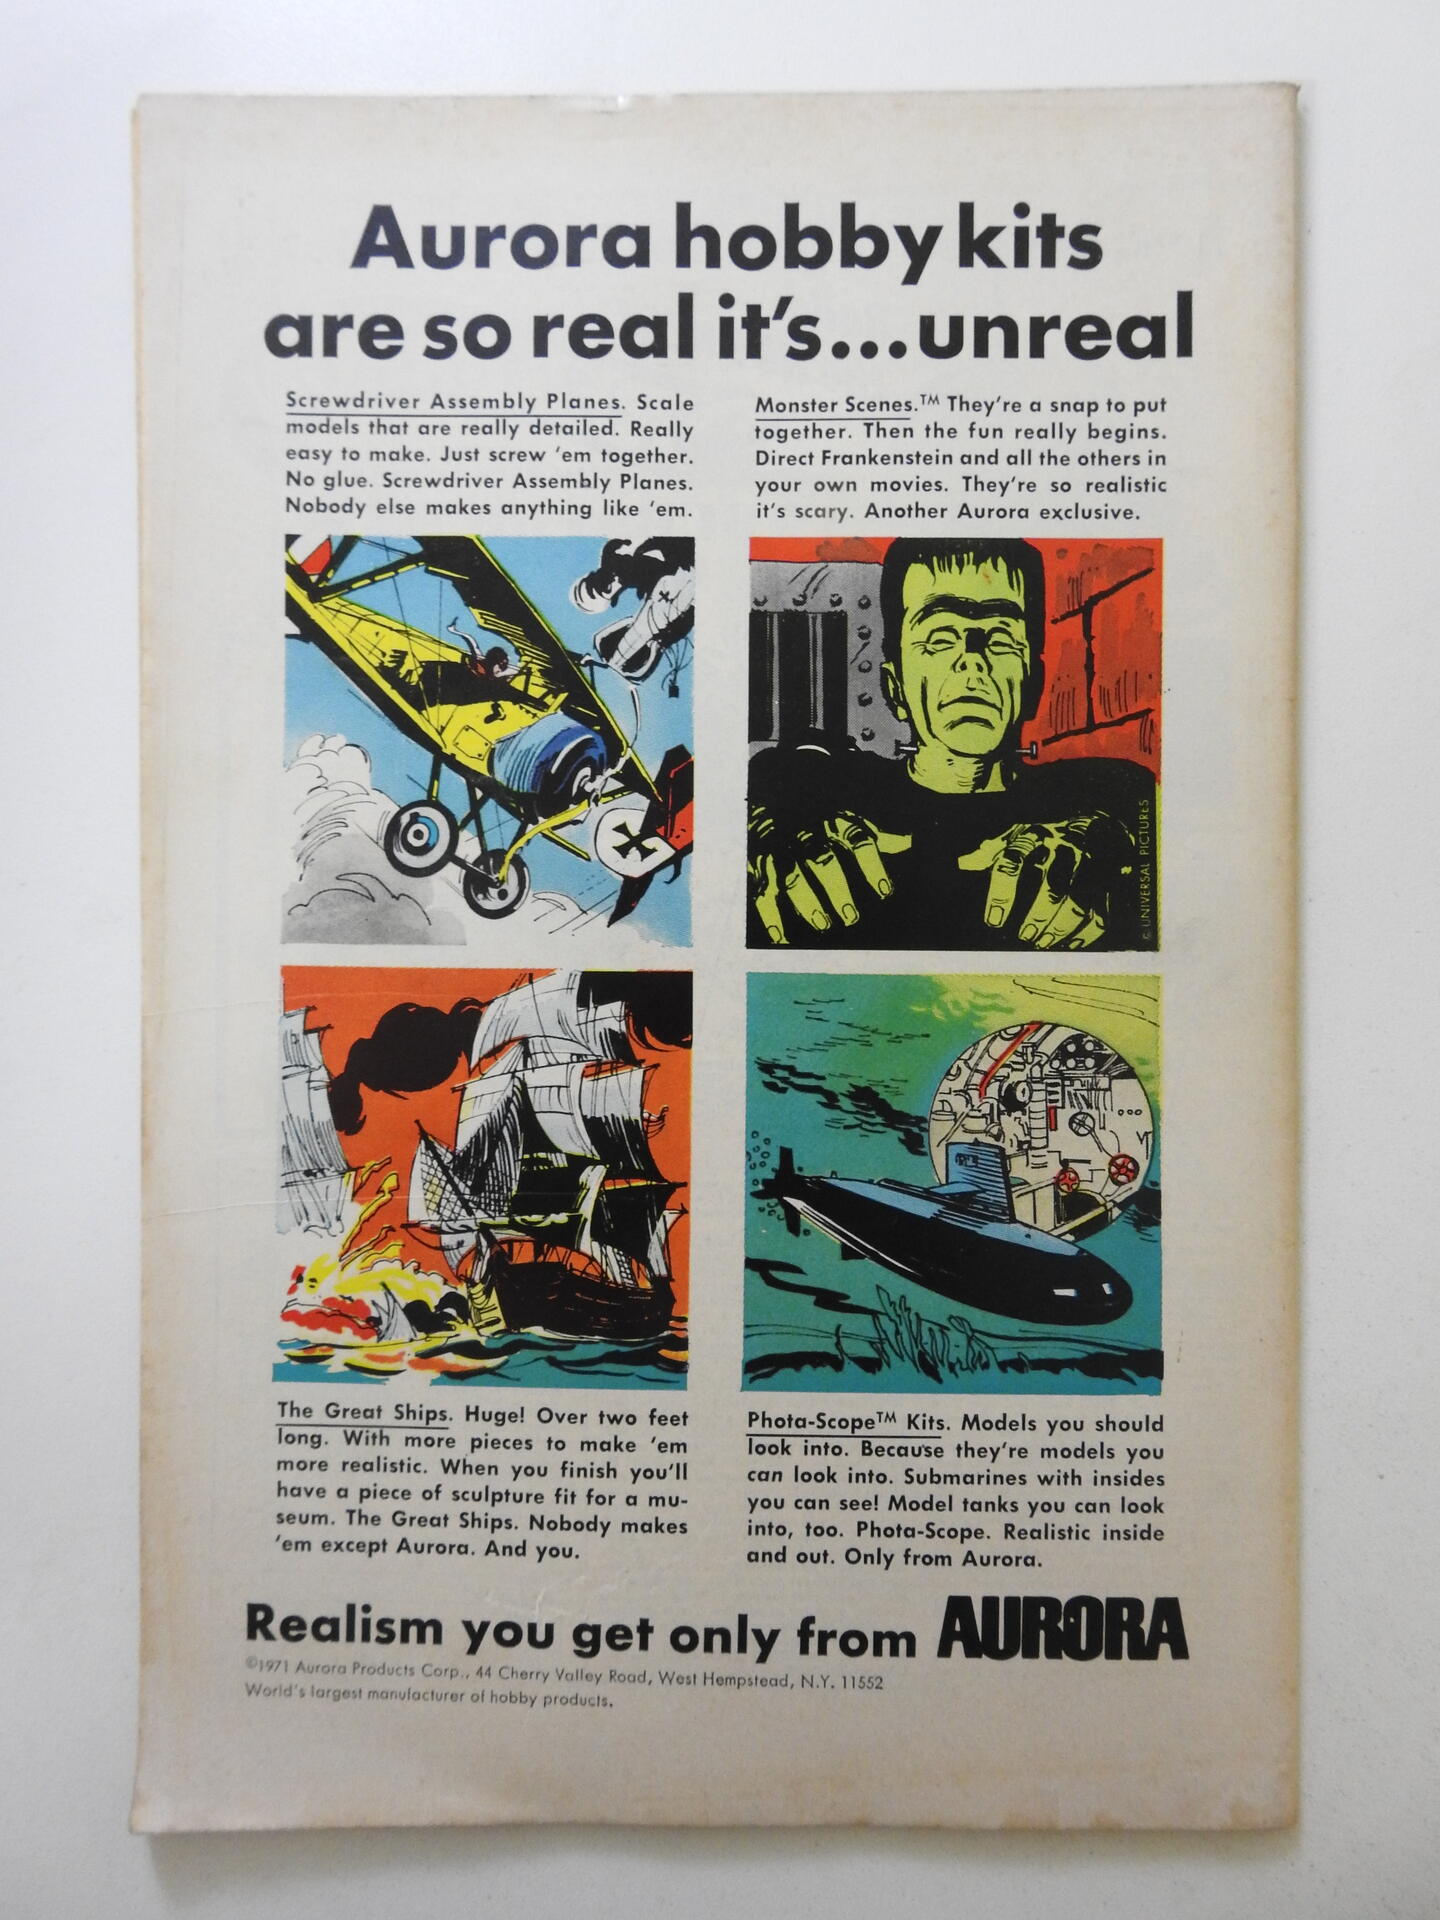 Aurora hobby kits
are so real it's...unreal
Screwdriver Assembly Planes. Scale
models that are really detailed. Really
easy to make. Just screw 'em together.
No glue. Screwdriver Assembly Planes.
Nobody else makes anything like 'em.
Monster Scenes.™ They're a snap to put
together. Then the fun really begins.
Direct Frankenstein and all the others in
your own movies. They're so realistic
it's scary. Another Aurora exclusive.
© UNIVERSAL PICTURES
The Great Ships. Huge! Over two feet
long. With more pieces to make 'em
more realistic. When you finish you'll
have a piece of sculpture fit for a mu-
seum. The Great Ships. Nobody makes
'em except Aurora. And you.
Phota-Scope™ Kits. Models you should
look into. Because they're models you
can look into. Submarines with insides
you can see! Model tanks you can look
into, too. Phota-Scope. Realistic inside
and out. Only from Aurora.
Realism you get only from AURORA
©1971 Aurora Products Corp., 44 Cherry Valley Road, West Hempstead, N.Y. 11552
World's largest manufacturer of hobby products.